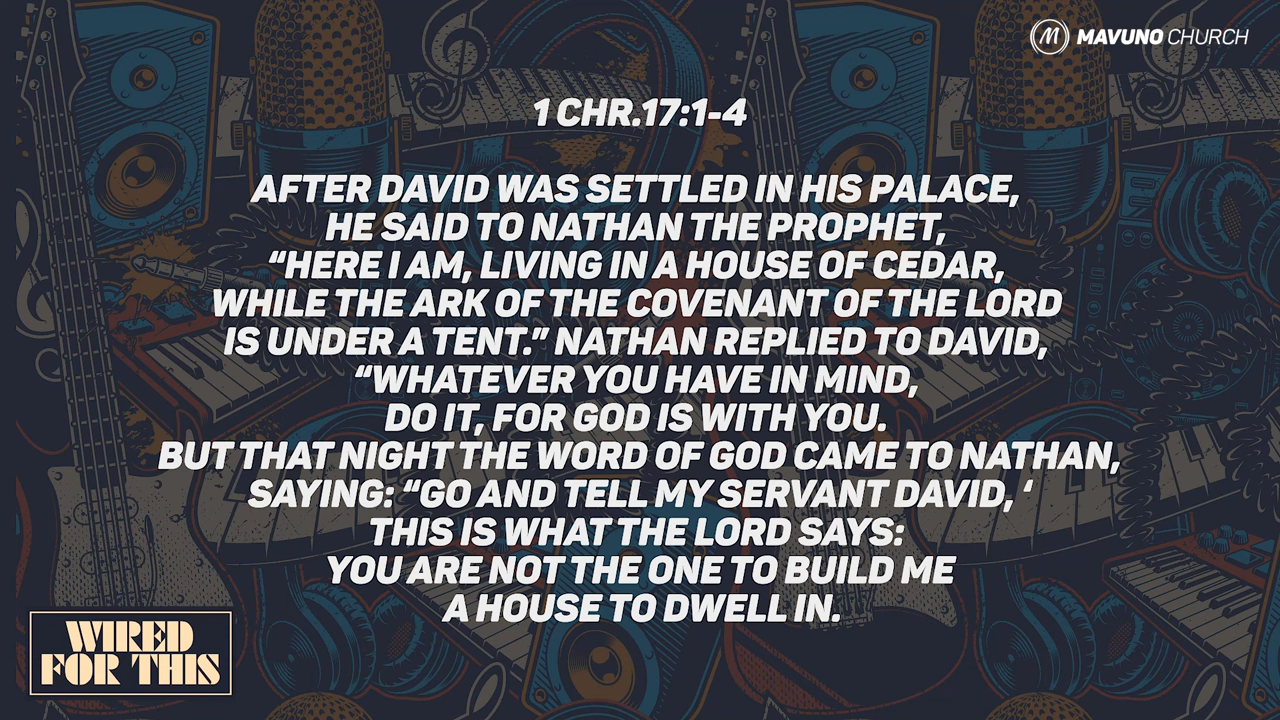 MAVUNO CHURCH
1 CHR.17:1-4
AFTER DAVID WAS SETTLED IN HIS PALACE,
HE SAID TO NATHAN THE PROPHET,
“HERE I AM, LIVING IN A HOUSE OF CEDAR,
WHILE THE ARK OF THE COVENANT OF THE LORD
IS UNDER A TENT.” NATHAN REPLIED TO DAVID,
“WHATEVER YOU HAVE IN MIND,
DO IT, FOR GOD IS WITH YOU.
BUT THAT NIGHT THE WORD OF GOD CAME TO NATHAN,
SAYING: “GO AND TELL MY SERVANT DAVID, ‘
THIS IS WHAT THE LORD SAYS:
YOU ARE NOT THE ONE TO BUILD ME
A HOUSE TO DWELL IN.
WIRED
FOR THIS